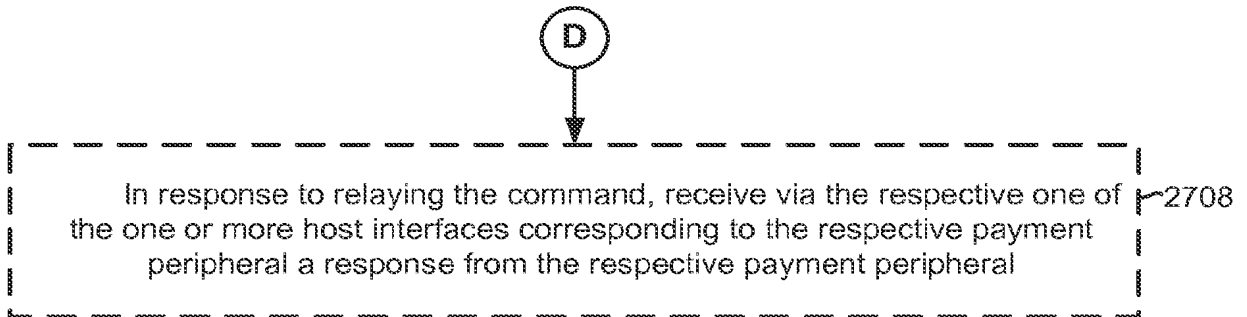 D
In response to relaying the command, receive via the respective one of
2708
the one or more host interfaces corresponding to the respective payment
peripheral a response from the respective payment peripheral